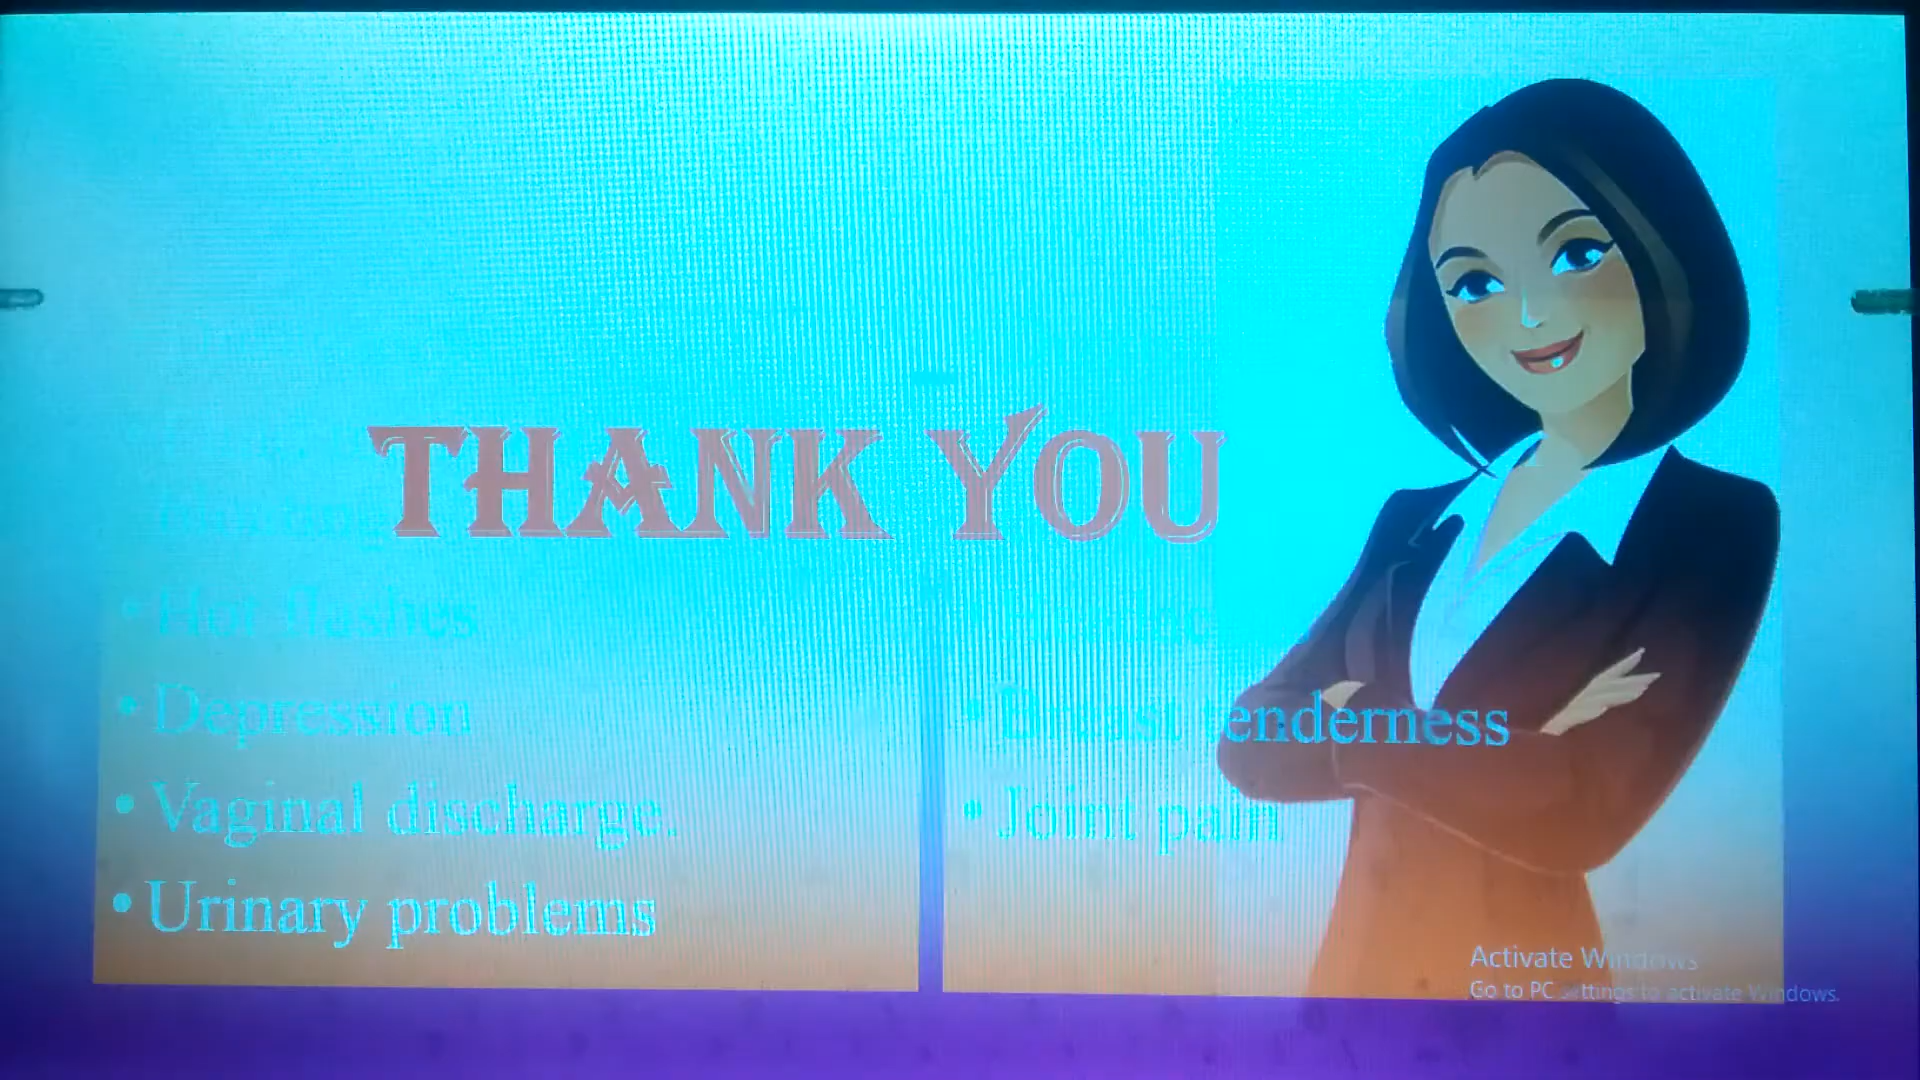 THANK YOU
• Hot flashes
• Depression
• Vaginal discharge.
• Urinary problems
• Breast tenderness
• Joint pain
Activate Windows
Go to PC settings to activate Windows.